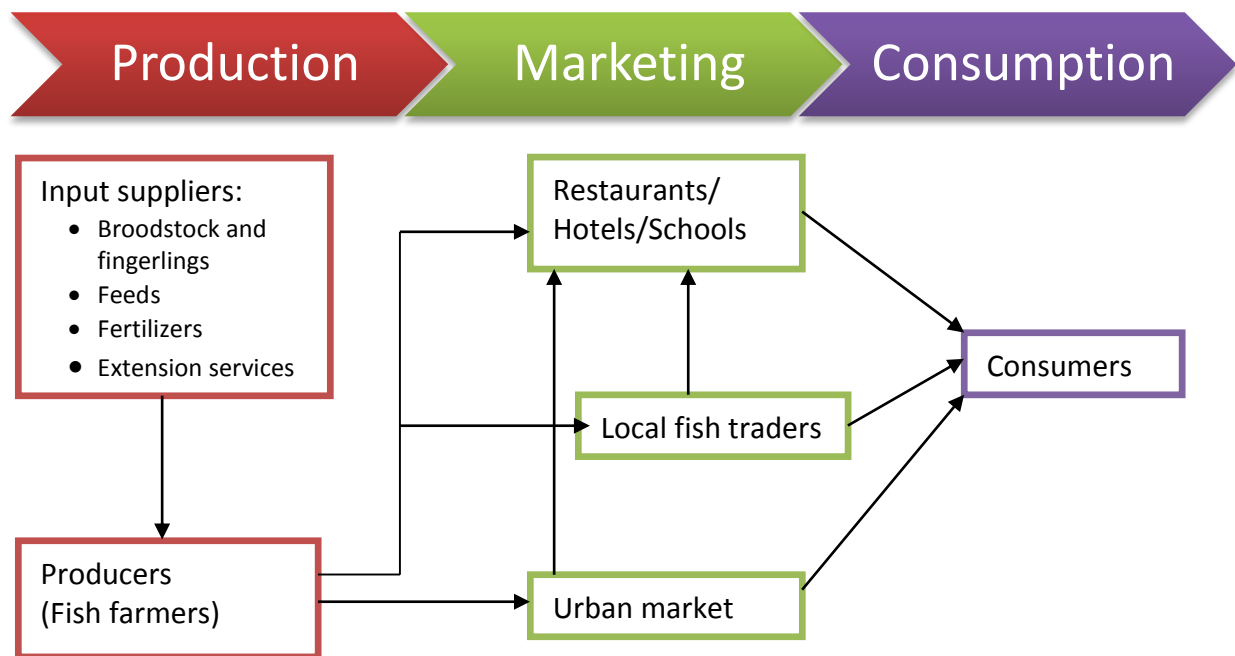 Production
Marketing
Consumption
Input suppliers:
• Broodstock and
fingerlings
• Feeds
• Fertilizers
• Extension services
Restaurants/
Hotels/Schools
Consumers
Local fish traders
Producers
(Fish farmers)
Urban market